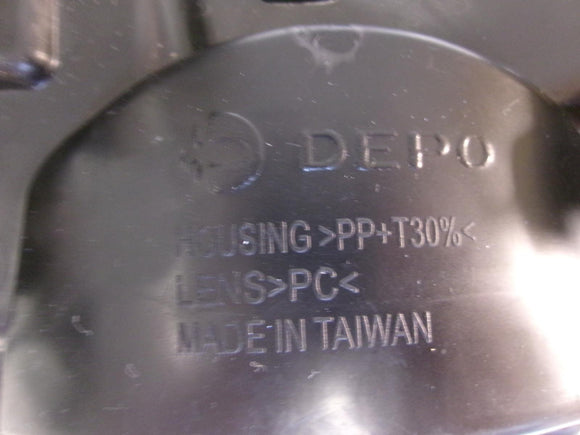 DEPO
HOUSING >PP+T30%<
LENS>PC<
MADE IN TAIWAN